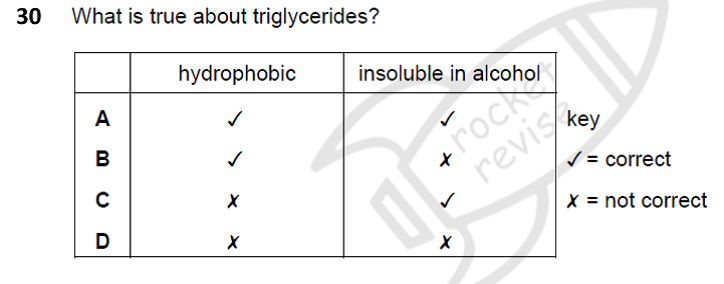 30 What is true about triglycerides?
hydrophobic insoluble in alcohol
A ✓ ✓ key
B ✓ ✗ ✓ = correct
C ✗ ✓ ✗ = not correct
D ✗ ✗
rocket
revise